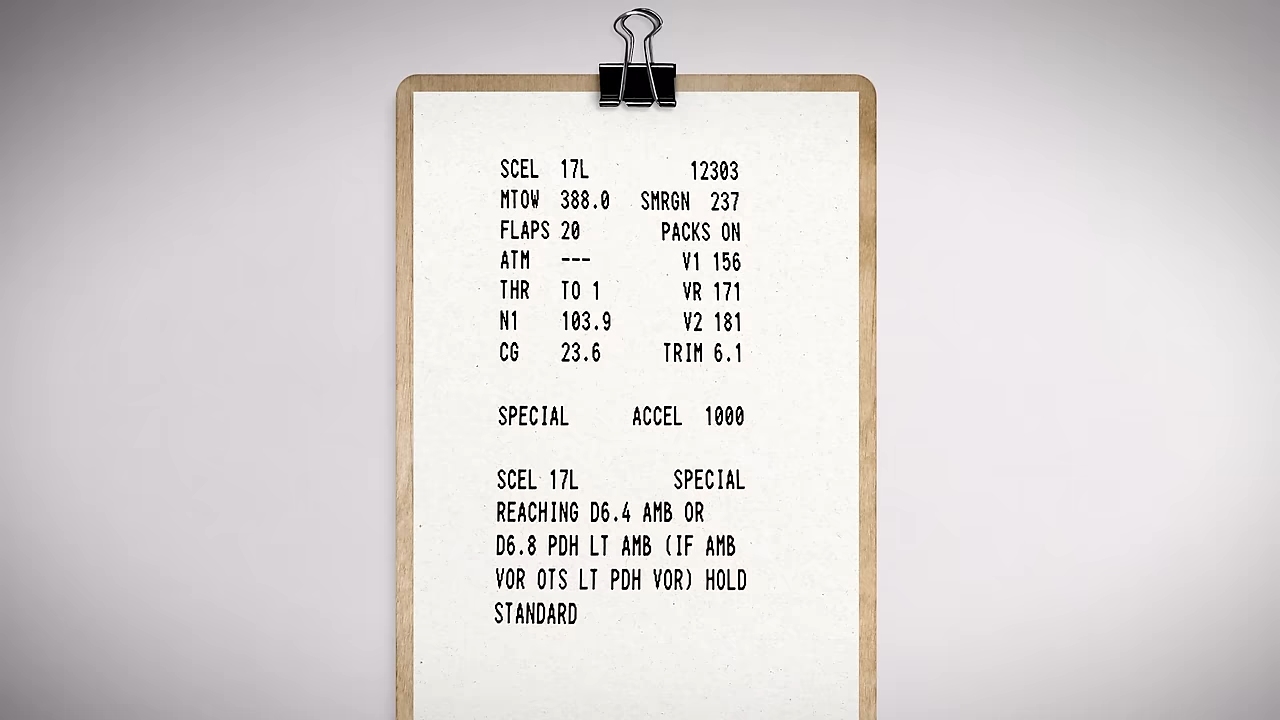 SCEL 17L 12303
MTOW 388.0 SMRGN 237
FLAPS 20 PACKS ON
ATM --- V1 156
THR TO 1 VR 171
N1 103.9 V2 181
CG 23.6 TRIM 6.1
SPECIAL ACCEL 1000
SCEL 17L SPECIAL
REACHING D6.4 AMB OR
D6.8 PDH LT AMB (IF AMB
VOR OTS LT PDH VOR) HOLD
STANDARD